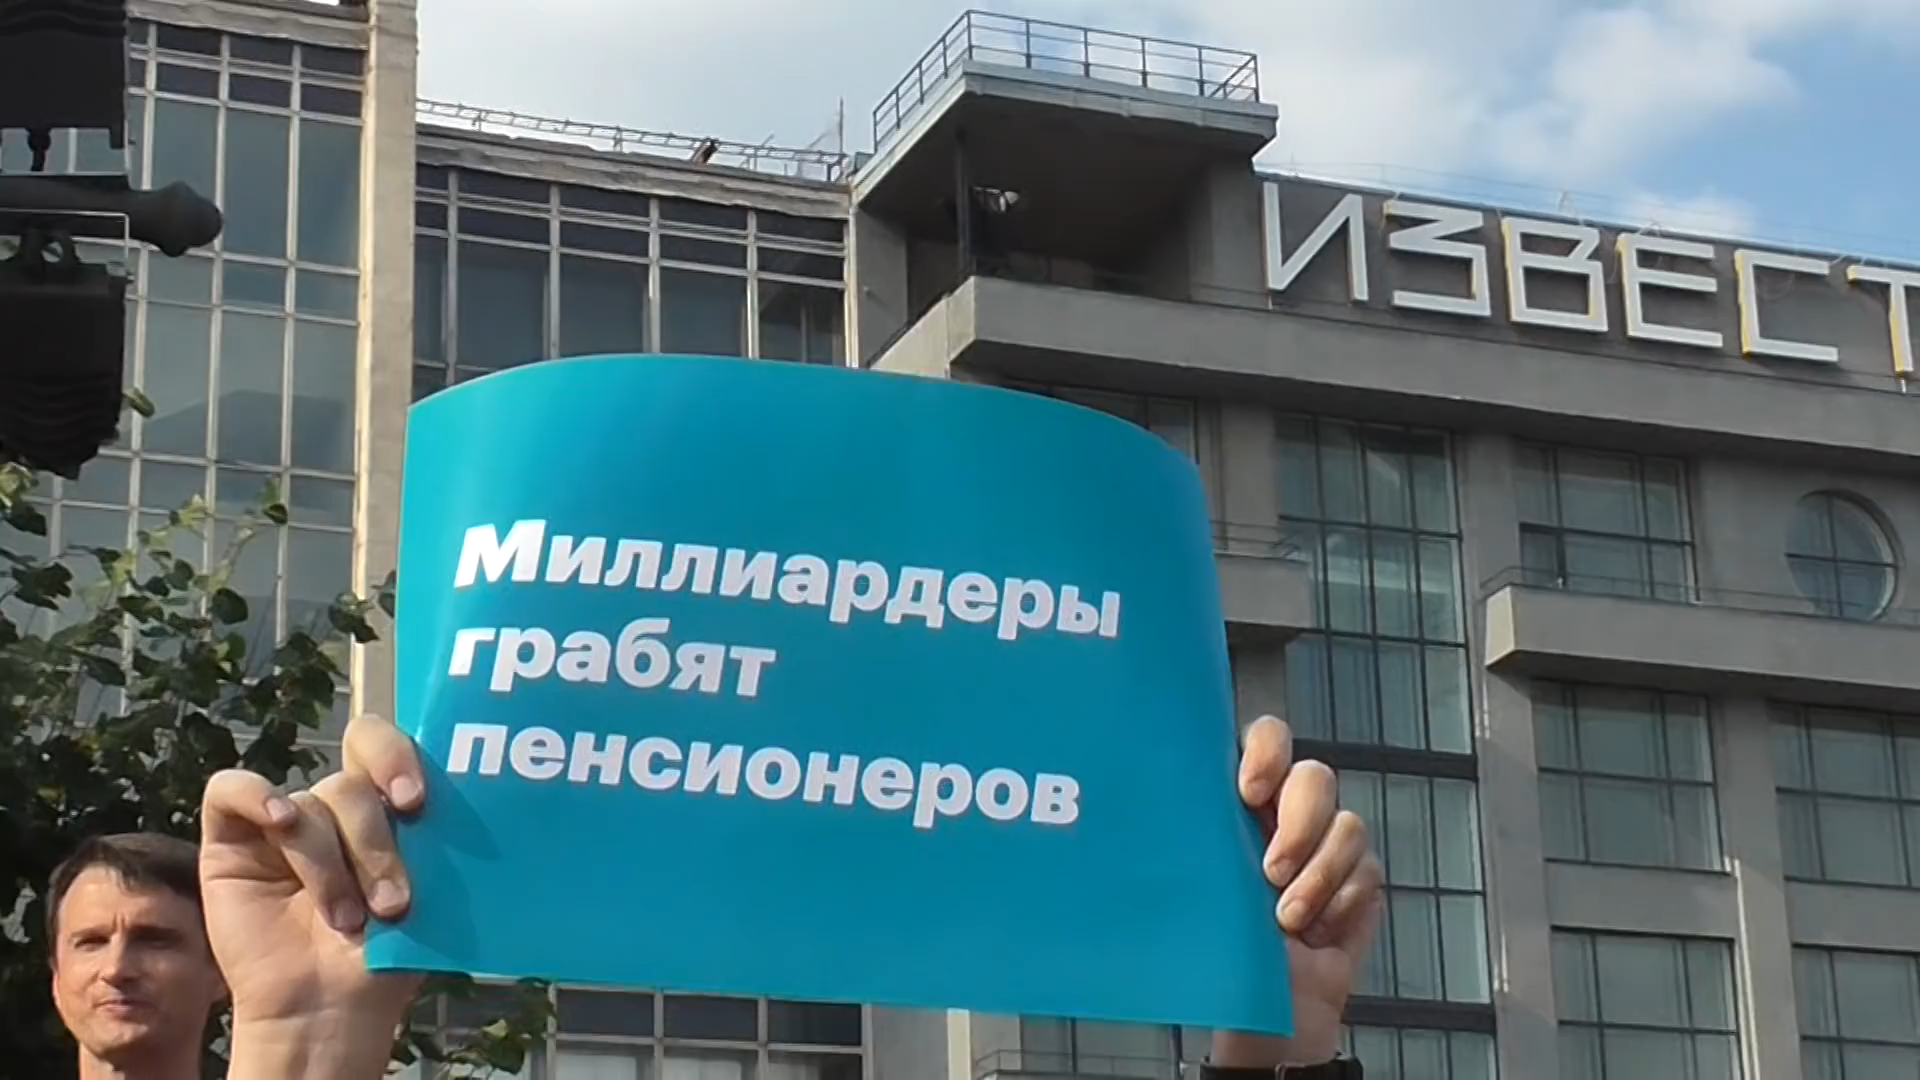 ИЗВЕСТ
Миллиардеры
грабят
пенсионеров